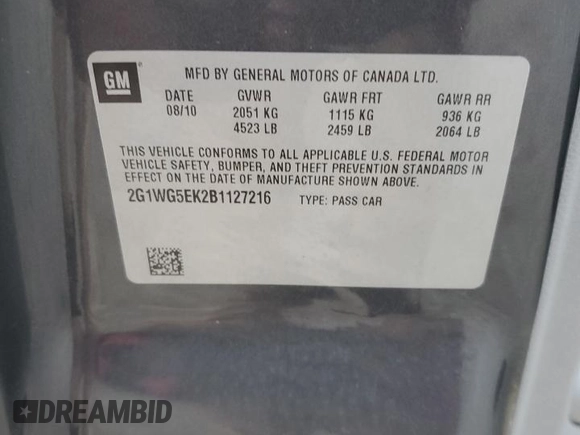 GM
MFD BY GENERAL MOTORS OF CANADA LTD.
DATE GVWR GAWR FRT GAWR RR
08/10 2051 KG 1115 KG 936 KG
4523 LB 2459 LB 2064 LB
THIS VEHICLE CONFORMS TO ALL APPLICABLE U.S. FEDERAL MOTOR
VEHICLE SAFETY, BUMPER, AND THEFT PREVENTION STANDARDS IN
EFFECT ON THE DATE OF MANUFACTURE SHOWN ABOVE.
2G1WG5EK2B1127216 TYPE: PASS CAR
DREAMBID